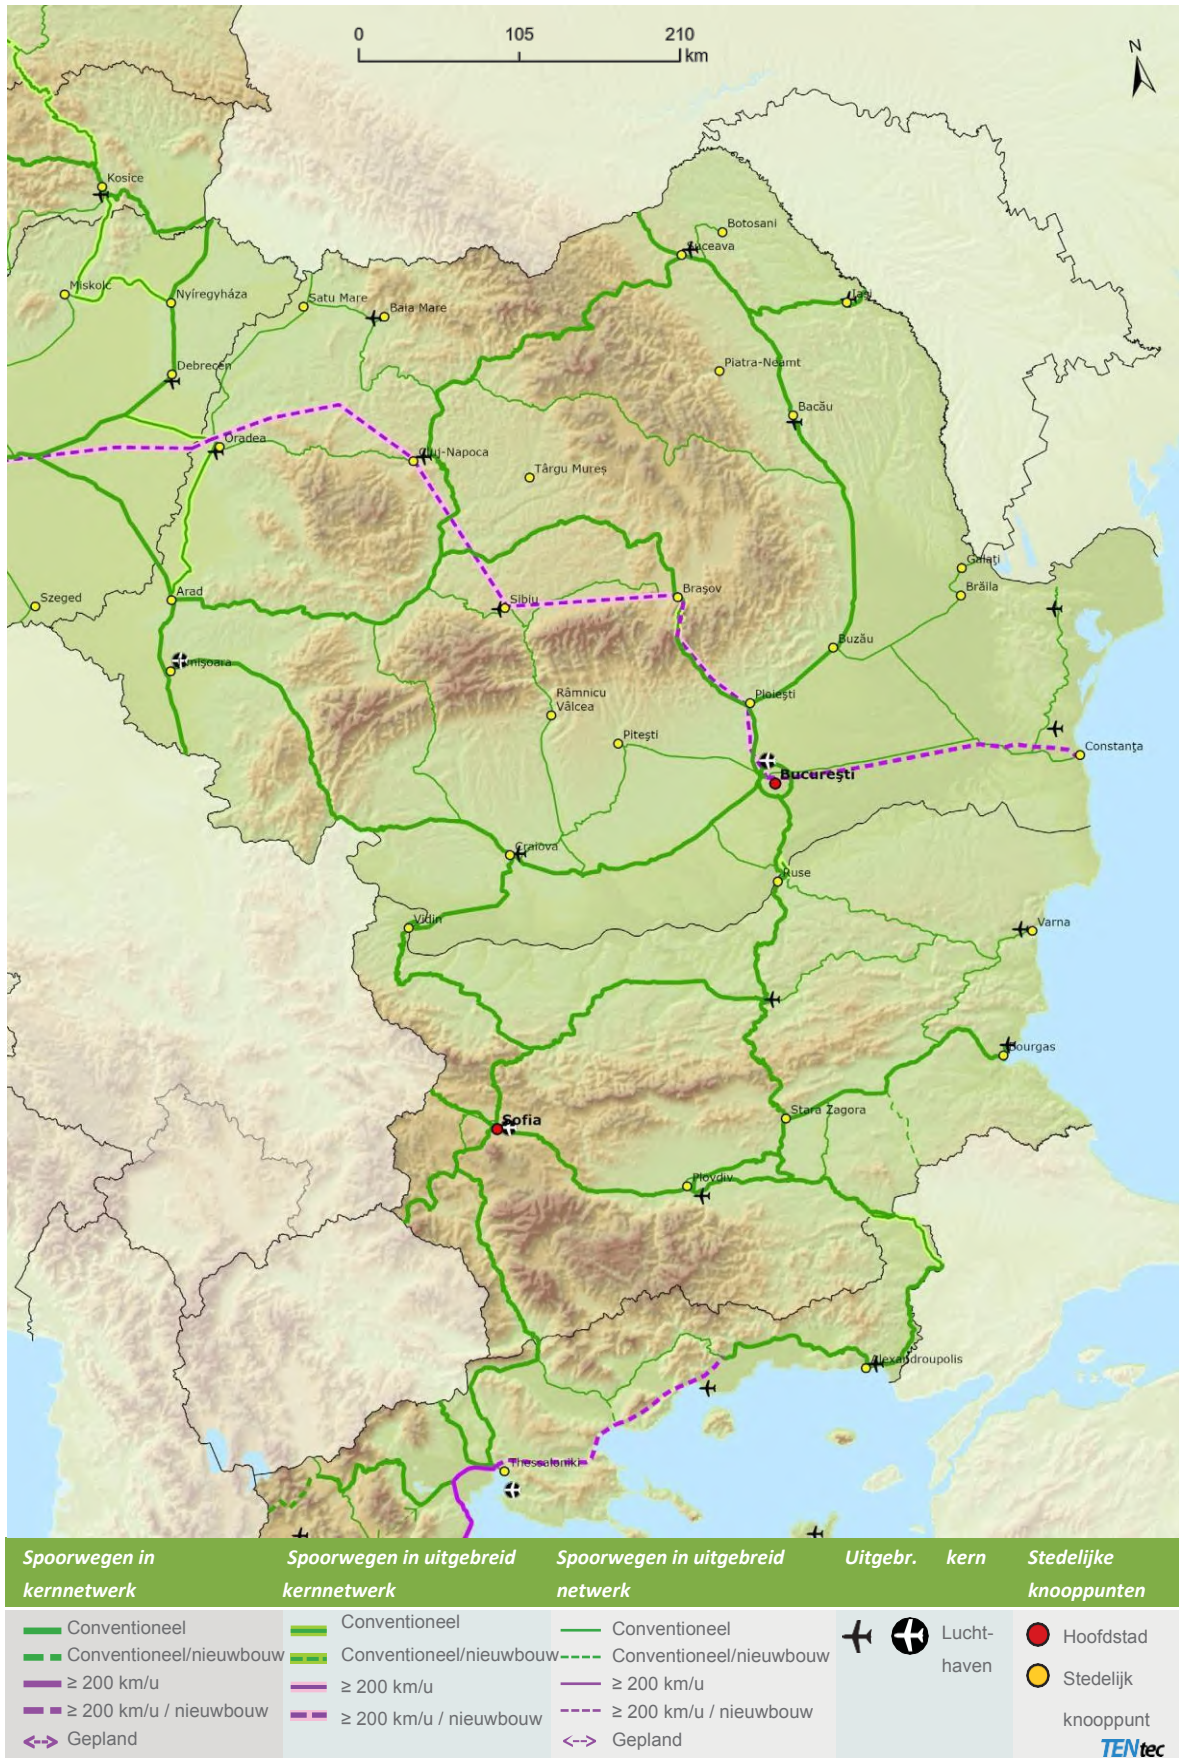 0 105 210
km
N
Kosice
Botosani
Suceava
Miskolc
Nyíregyháza
Satu Mare
Baia Mare
Iași
Debrecen
Piatra-Neamt
Bacău
Oradea
Cluj-Napoca
Târgu Mureș
Galați
Brăila
Szeged
Arad
Sibiu
Brașov
Buzău
Timișoara
Râmnicu
Vâlcea
Ploiești
Pitești
Constanța
București
Craiova
Ruse
Vidin
Varna
Bourgas
Stara Zagora
Sofia
Plovdiv
Alexandroupolis
Thessaloniki
Spoorwegen in
kernnetwerk
Spoorwegen in uitgebreid
kernnetwerk
Spoorwegen in uitgebreid
netwerk
Uitgebr. kern
Stedelijke
knooppunten
Conventioneel
Conventioneel/nieuwbouw
≥ 200 km/u
≥ 200 km/u / nieuwbouw
Gepland
Conventioneel
Conventioneel/nieuwbouw
≥ 200 km/u
≥ 200 km/u / nieuwbouw
Conventioneel
Conventioneel/nieuwbouw
≥ 200 km/u
≥ 200 km/u / nieuwbouw
Gepland
Lucht-
haven
Hoofdstad
Stedelijk
knooppunt
TENtec